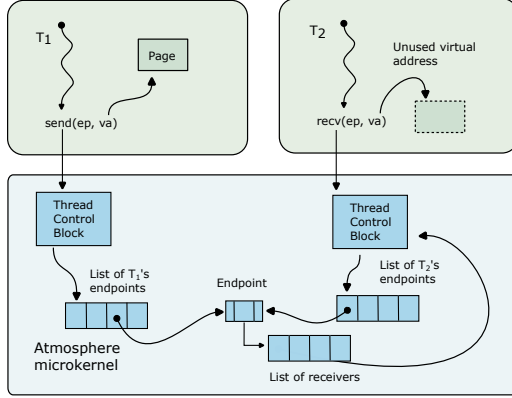 T1
Page
send(ep, va)
T2
Unused virtual
address
recv(ep, va)
Thread
Control
Block
List of T1's
endpoints
Endpoint
Thread
Control
Block
List of T2's
endpoints
Atmosphere
microkernel
List of receivers